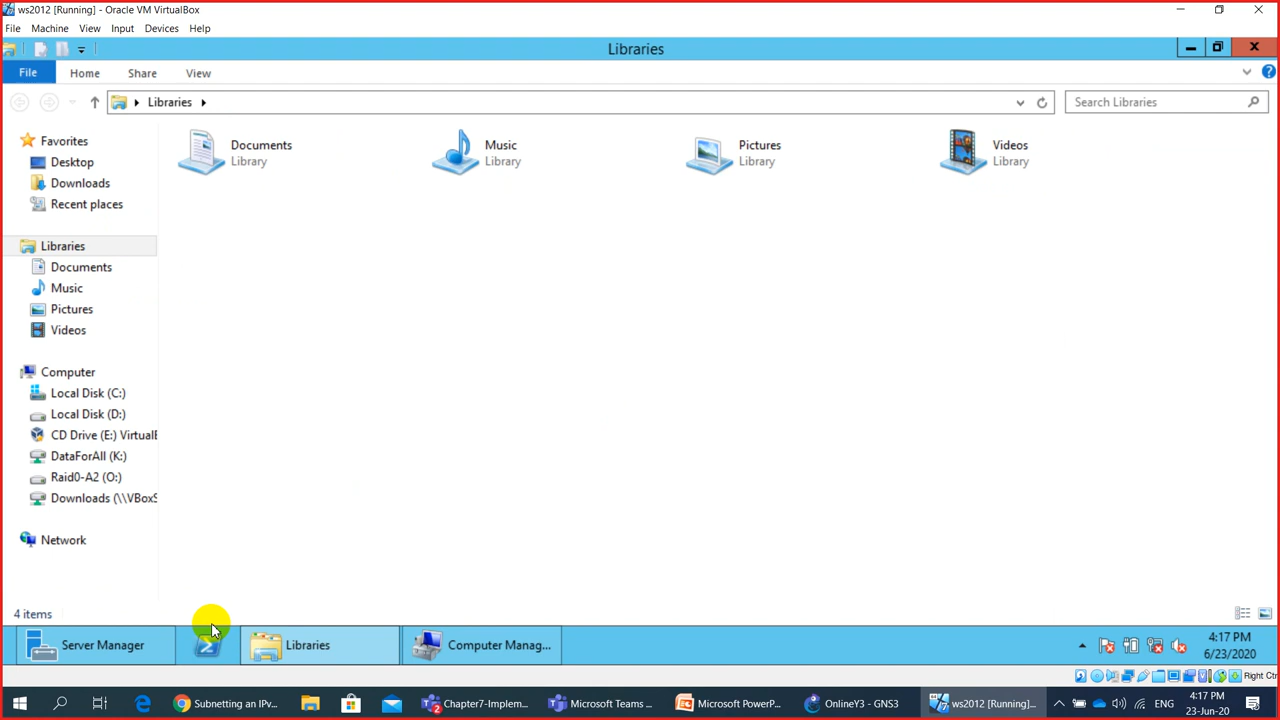 ws2012 [Running] - Oracle VM VirtualBox
File Machine View Input Devices Help
Libraries
File Home Share View
Libraries
Search Libraries
Favorites
Desktop
Downloads
Recent places
Libraries
Documents
Music
Pictures
Videos
Computer
Local Disk (C:)
Local Disk (D:)
CD Drive (E:) VirtualB
DataForAll (K:)
Raid0-A2 (O:)
Downloads (\\VBoxS
Network
Documents
Library
Music
Library
Pictures
Library
Videos
Library
4 items
Server Manager
Libraries
Computer Manag...
4:17 PM
6/23/2020
Right Ctr
Subnetting an IPv...
Chapter7-Implem...
Microsoft Teams ...
Microsoft PowerP...
OnlineY3 - GNS3
ws2012 [Running]...
ENG
4:17 PM
23-Jun-20